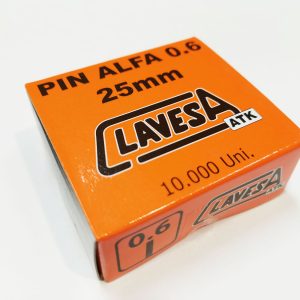 PIN ALFA 0.6
25mm
CLAVESA
ATK
10.000 Uni.
0.6
CLAVESA
ATK